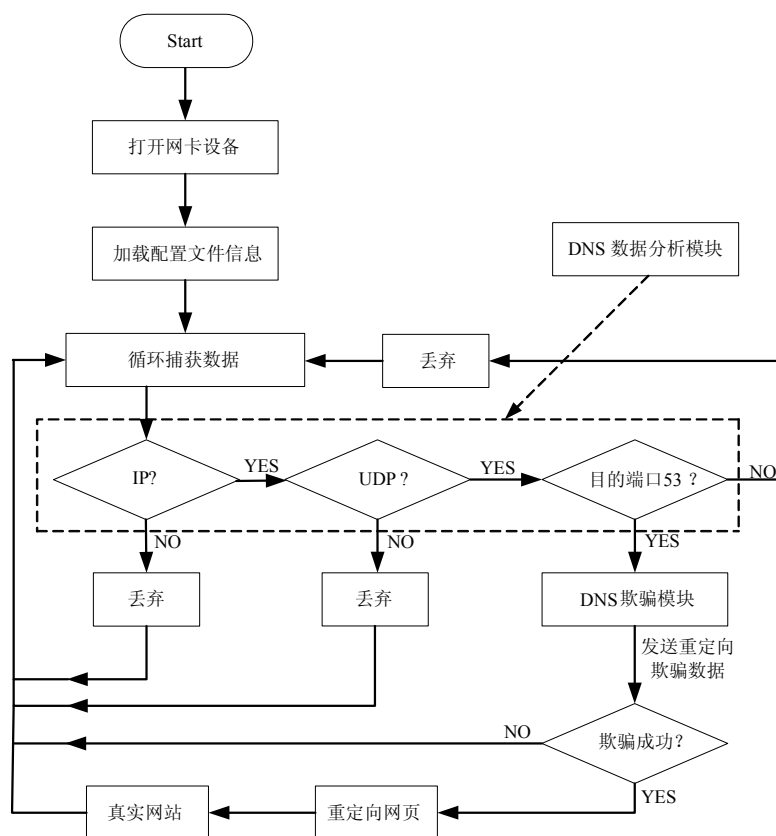 Start
打开网卡设备
加载配置文件信息
DNS 数据分析模块
循环捕获数据
丢弃
IP?
YES
UDP？
YES
目的端口53 ？
NO
NO
NO
YES
丢弃
丢弃
DNS欺骗模块
发送重定向
欺骗数据
NO
欺骗成功？
YES
真实网站
重定向网页